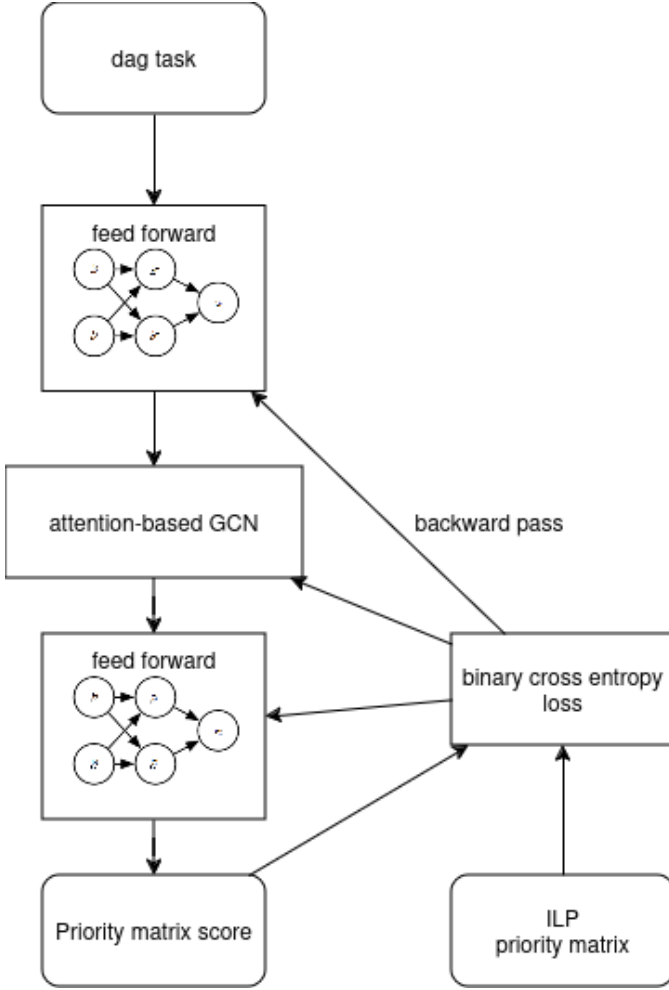 dag task
feed forward
attention-based GCN
backward pass
feed forward
binary cross entropy
loss
Priority matrix score
ILP
priority matrix